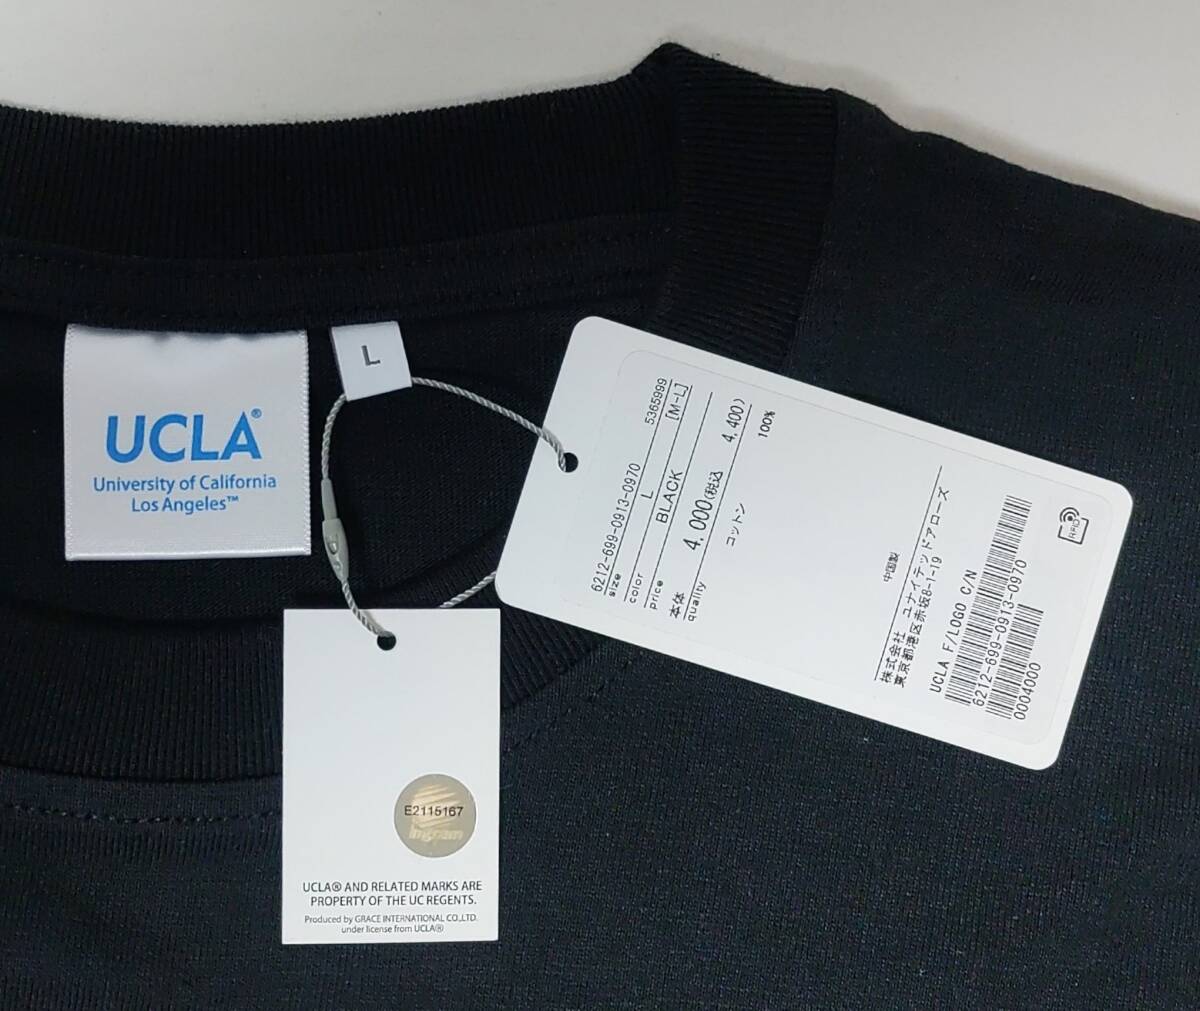 UCLA®
University of California
Los Angeles™
L
6212-699-0913-0970
size L 5365999
color BLACK [M-L]
price
本体 4,000(税込 4,400)
quality コットン 100%
中国製
株式会社 ユナイテッドアローズ
東京都港区赤坂8-1-19
UCLA F/LOGO C/N
6212-699-0913-0970
0004000
RFID
E2115167
Ingram
UCLA® AND RELATED MARKS ARE
PROPERTY OF THE UC REGENTS.
Produced by GRACE INTERNATIONAL CO.,LTD.
under license from UCLA®